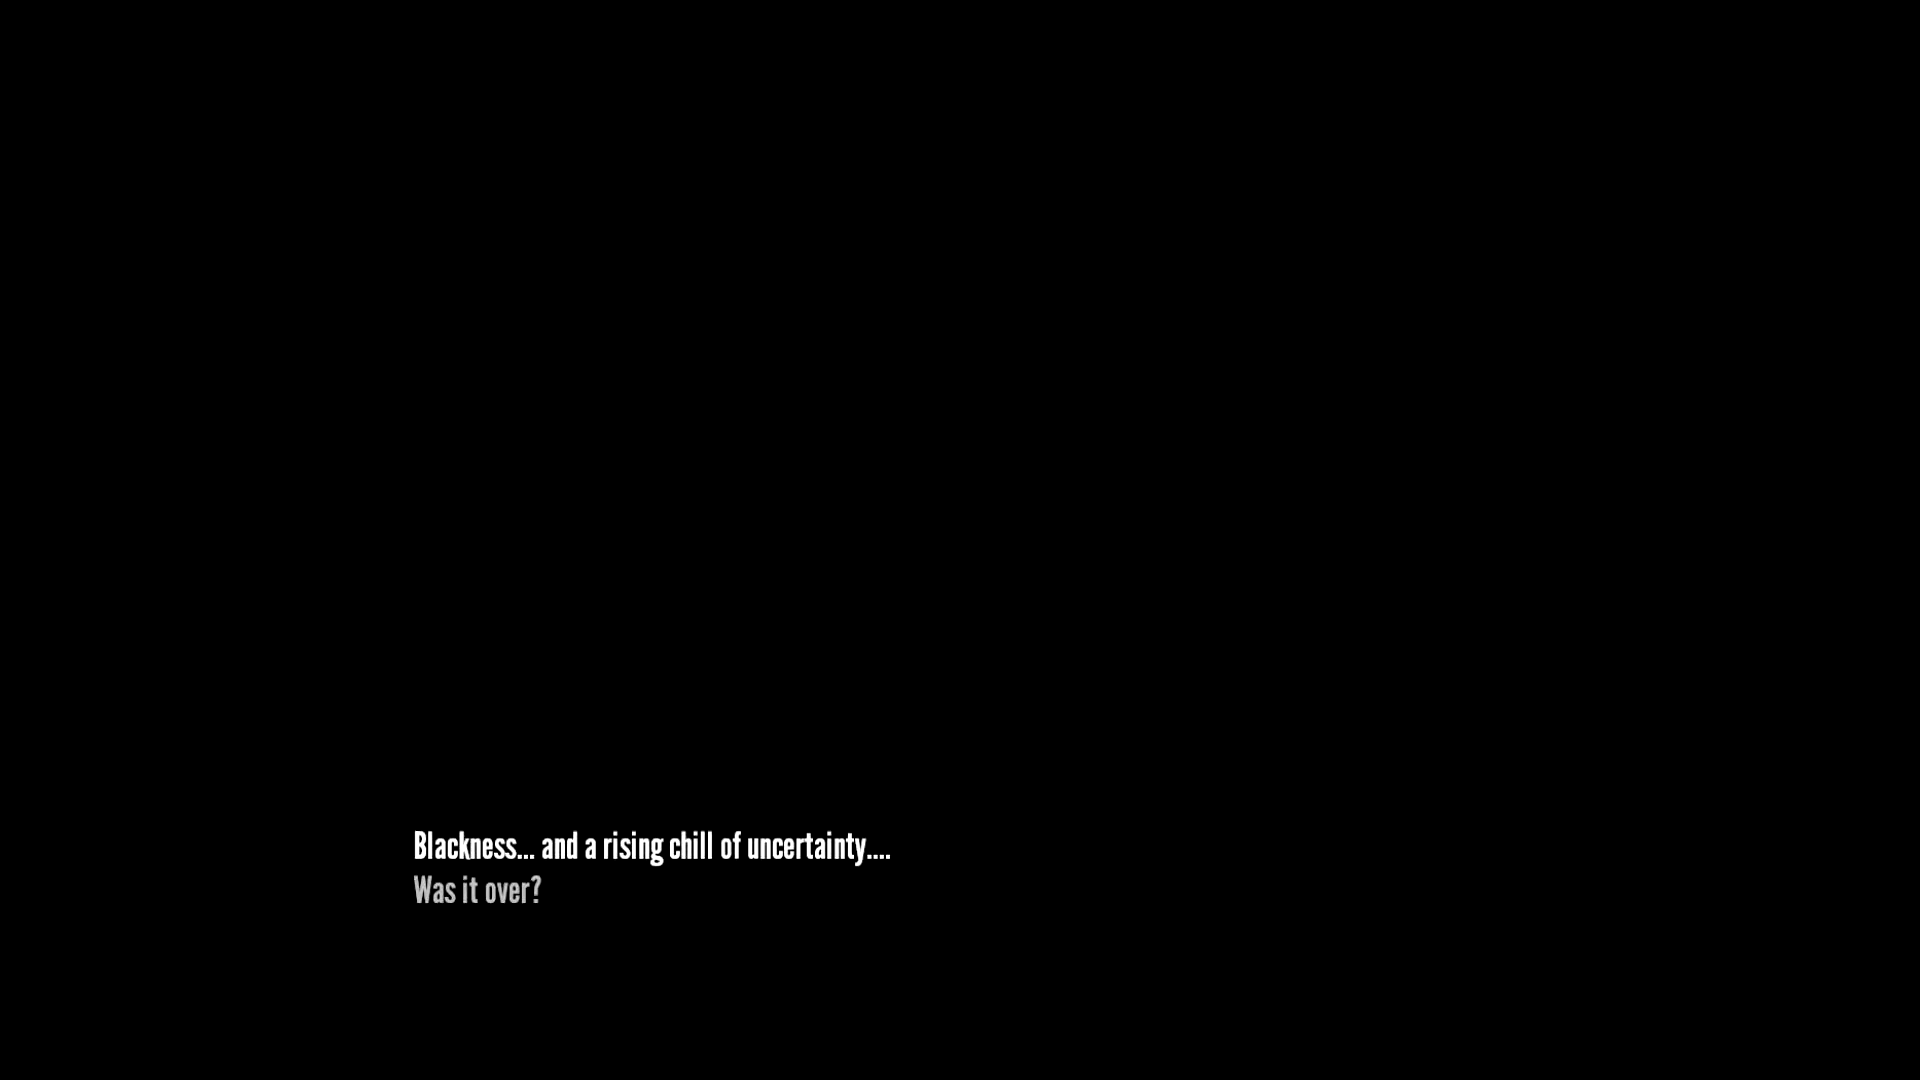 Blackness... and a rising chill of uncertainty....
Was it over?